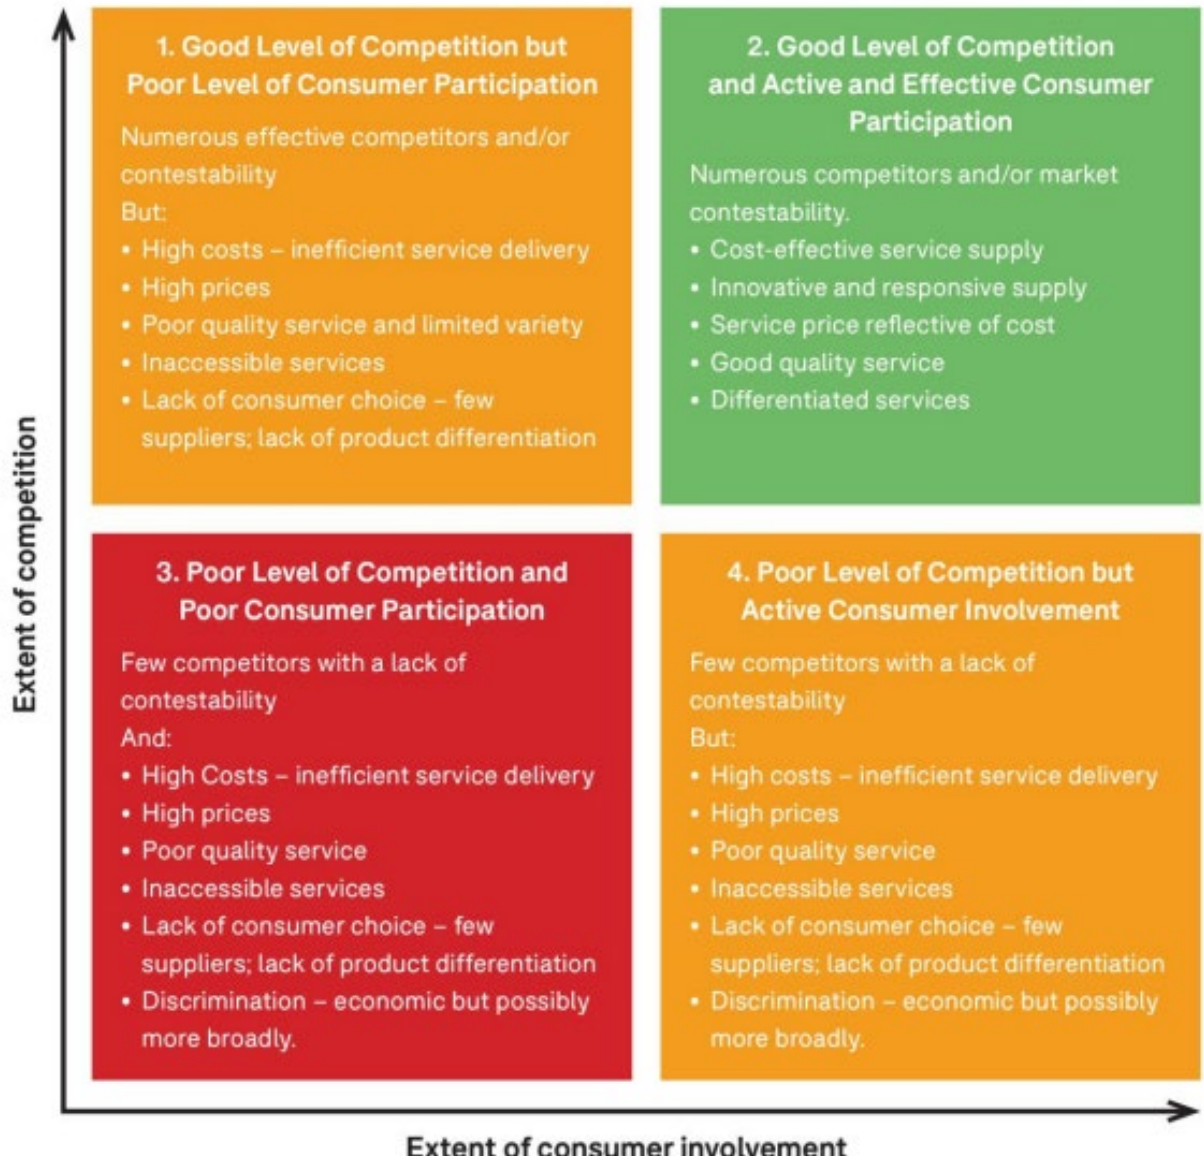 1. Good Level of Competition but
Poor Level of Consumer Participation
Numerous effective competitors and/or
contestability
But:
• High costs – inefficient service delivery
• High prices
• Poor quality service and limited variety
• Inaccessible services
• Lack of consumer choice – few
suppliers; lack of product differentiation
2. Good Level of Competition
and Active and Effective Consumer
Participation
Numerous competitors and/or market
contestability.
• Cost-effective service supply
• Innovative and responsive supply
• Service price reflective of cost
• Good quality service
• Differentiated services
Extent of competition
3. Poor Level of Competition and
Poor Consumer Participation
Few competitors with a lack of
contestability
And:
• High Costs – inefficient service delivery
• High prices
• Poor quality service
• Inaccessible services
• Lack of consumer choice – few
suppliers; lack of product differentiation
• Discrimination – economic but possibly
more broadly.
4. Poor Level of Competition but
Active Consumer Involvement
Few competitors with a lack of
contestability
But:
• High costs – inefficient service delivery
• High prices
• Poor quality service
• Inaccessible services
• Lack of consumer choice – few
suppliers; lack of product differentiation
• Discrimination – economic but possibly
more broadly.
Extent of consumer involvement